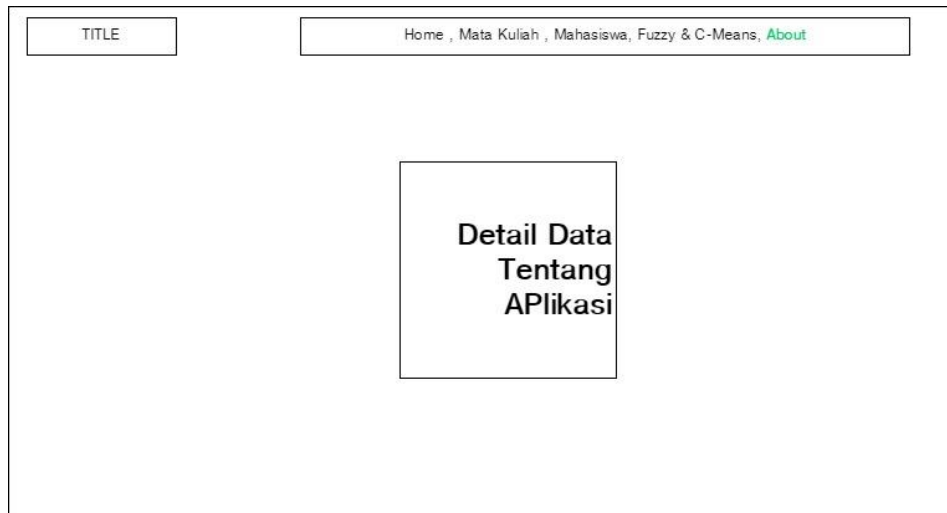 TITLE
Home , Mata Kuliah , Mahasiswa, Fuzzy & C-Means, About
Detail Data
Tentang
APlikasi